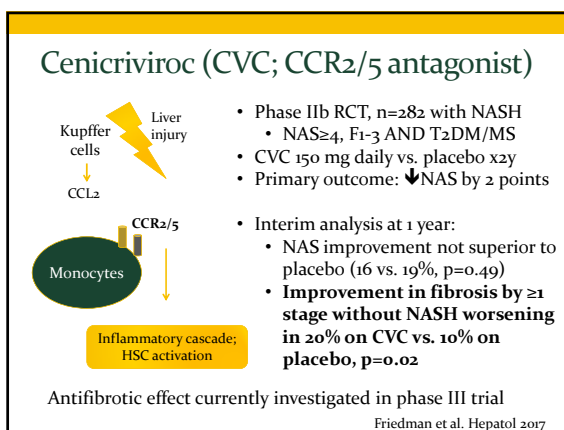 Cenicriviroc (CVC; CCR2/5 antagonist)
Liver
injury
Kupffer
cells
CCL2
CCR2/5
Monocytes
Inflammatory cascade;
HSC activation
• Phase IIb RCT, n=282 with NASH
• NAS≥4, F1-3 AND T2DM/MS
• CVC 150 mg daily vs. placebo x2y
• Primary outcome: 🡻NAS by 2 points
• Interim analysis at 1 year:
• NAS improvement not superior to
placebo (16 vs. 19%, p=0.49)
• Improvement in fibrosis by ≥1
stage without NASH worsening
in 20% on CVC vs. 10% on
placebo, p=0.02
Antifibrotic effect currently investigated in phase III trial
Friedman et al. Hepatol 2017